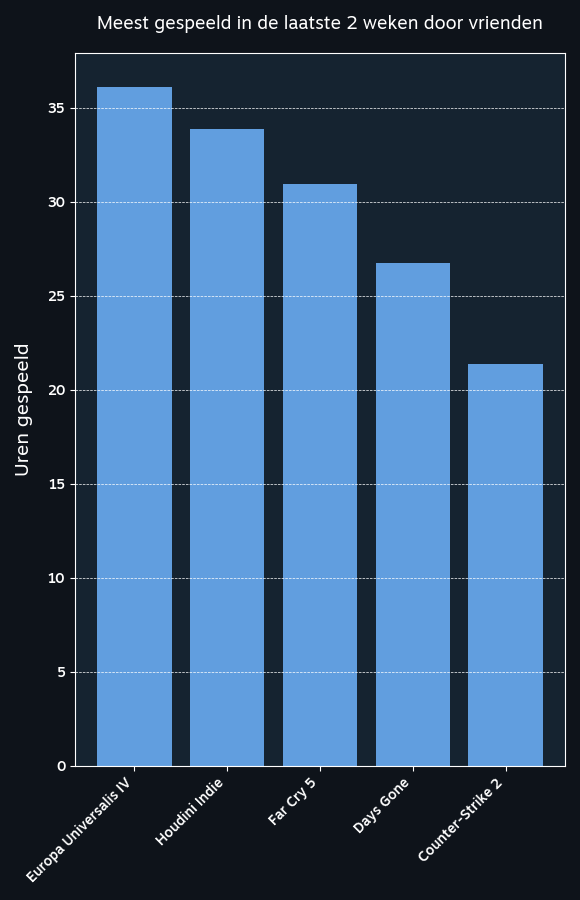 Meest gespeeld in de laatste 2 weken door vrienden
Uren gespeeld
35
30
25
20
15
10
5
0
Europa Universalis IV
Houdini Indie
Far Cry 5
Days Gone
Counter-Strike 2